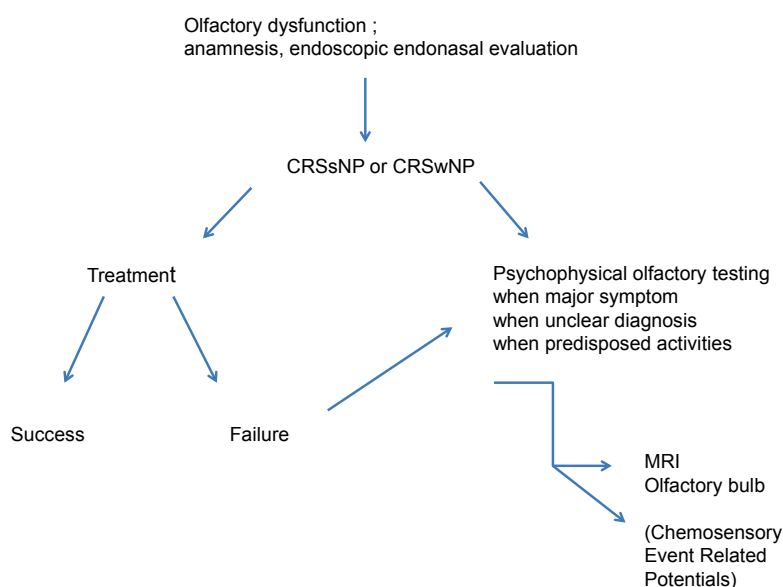 Olfactory dysfunction ;
anamnesis, endoscopic endonasal evaluation
CRSsNP or CRSwNP
Treatment
Psychophysical olfactory testing
when major symptom
when unclear diagnosis
when predisposed activities
Success
Failure
MRI
Olfactory bulb
(Chemosensory
Event Related
Potentials)